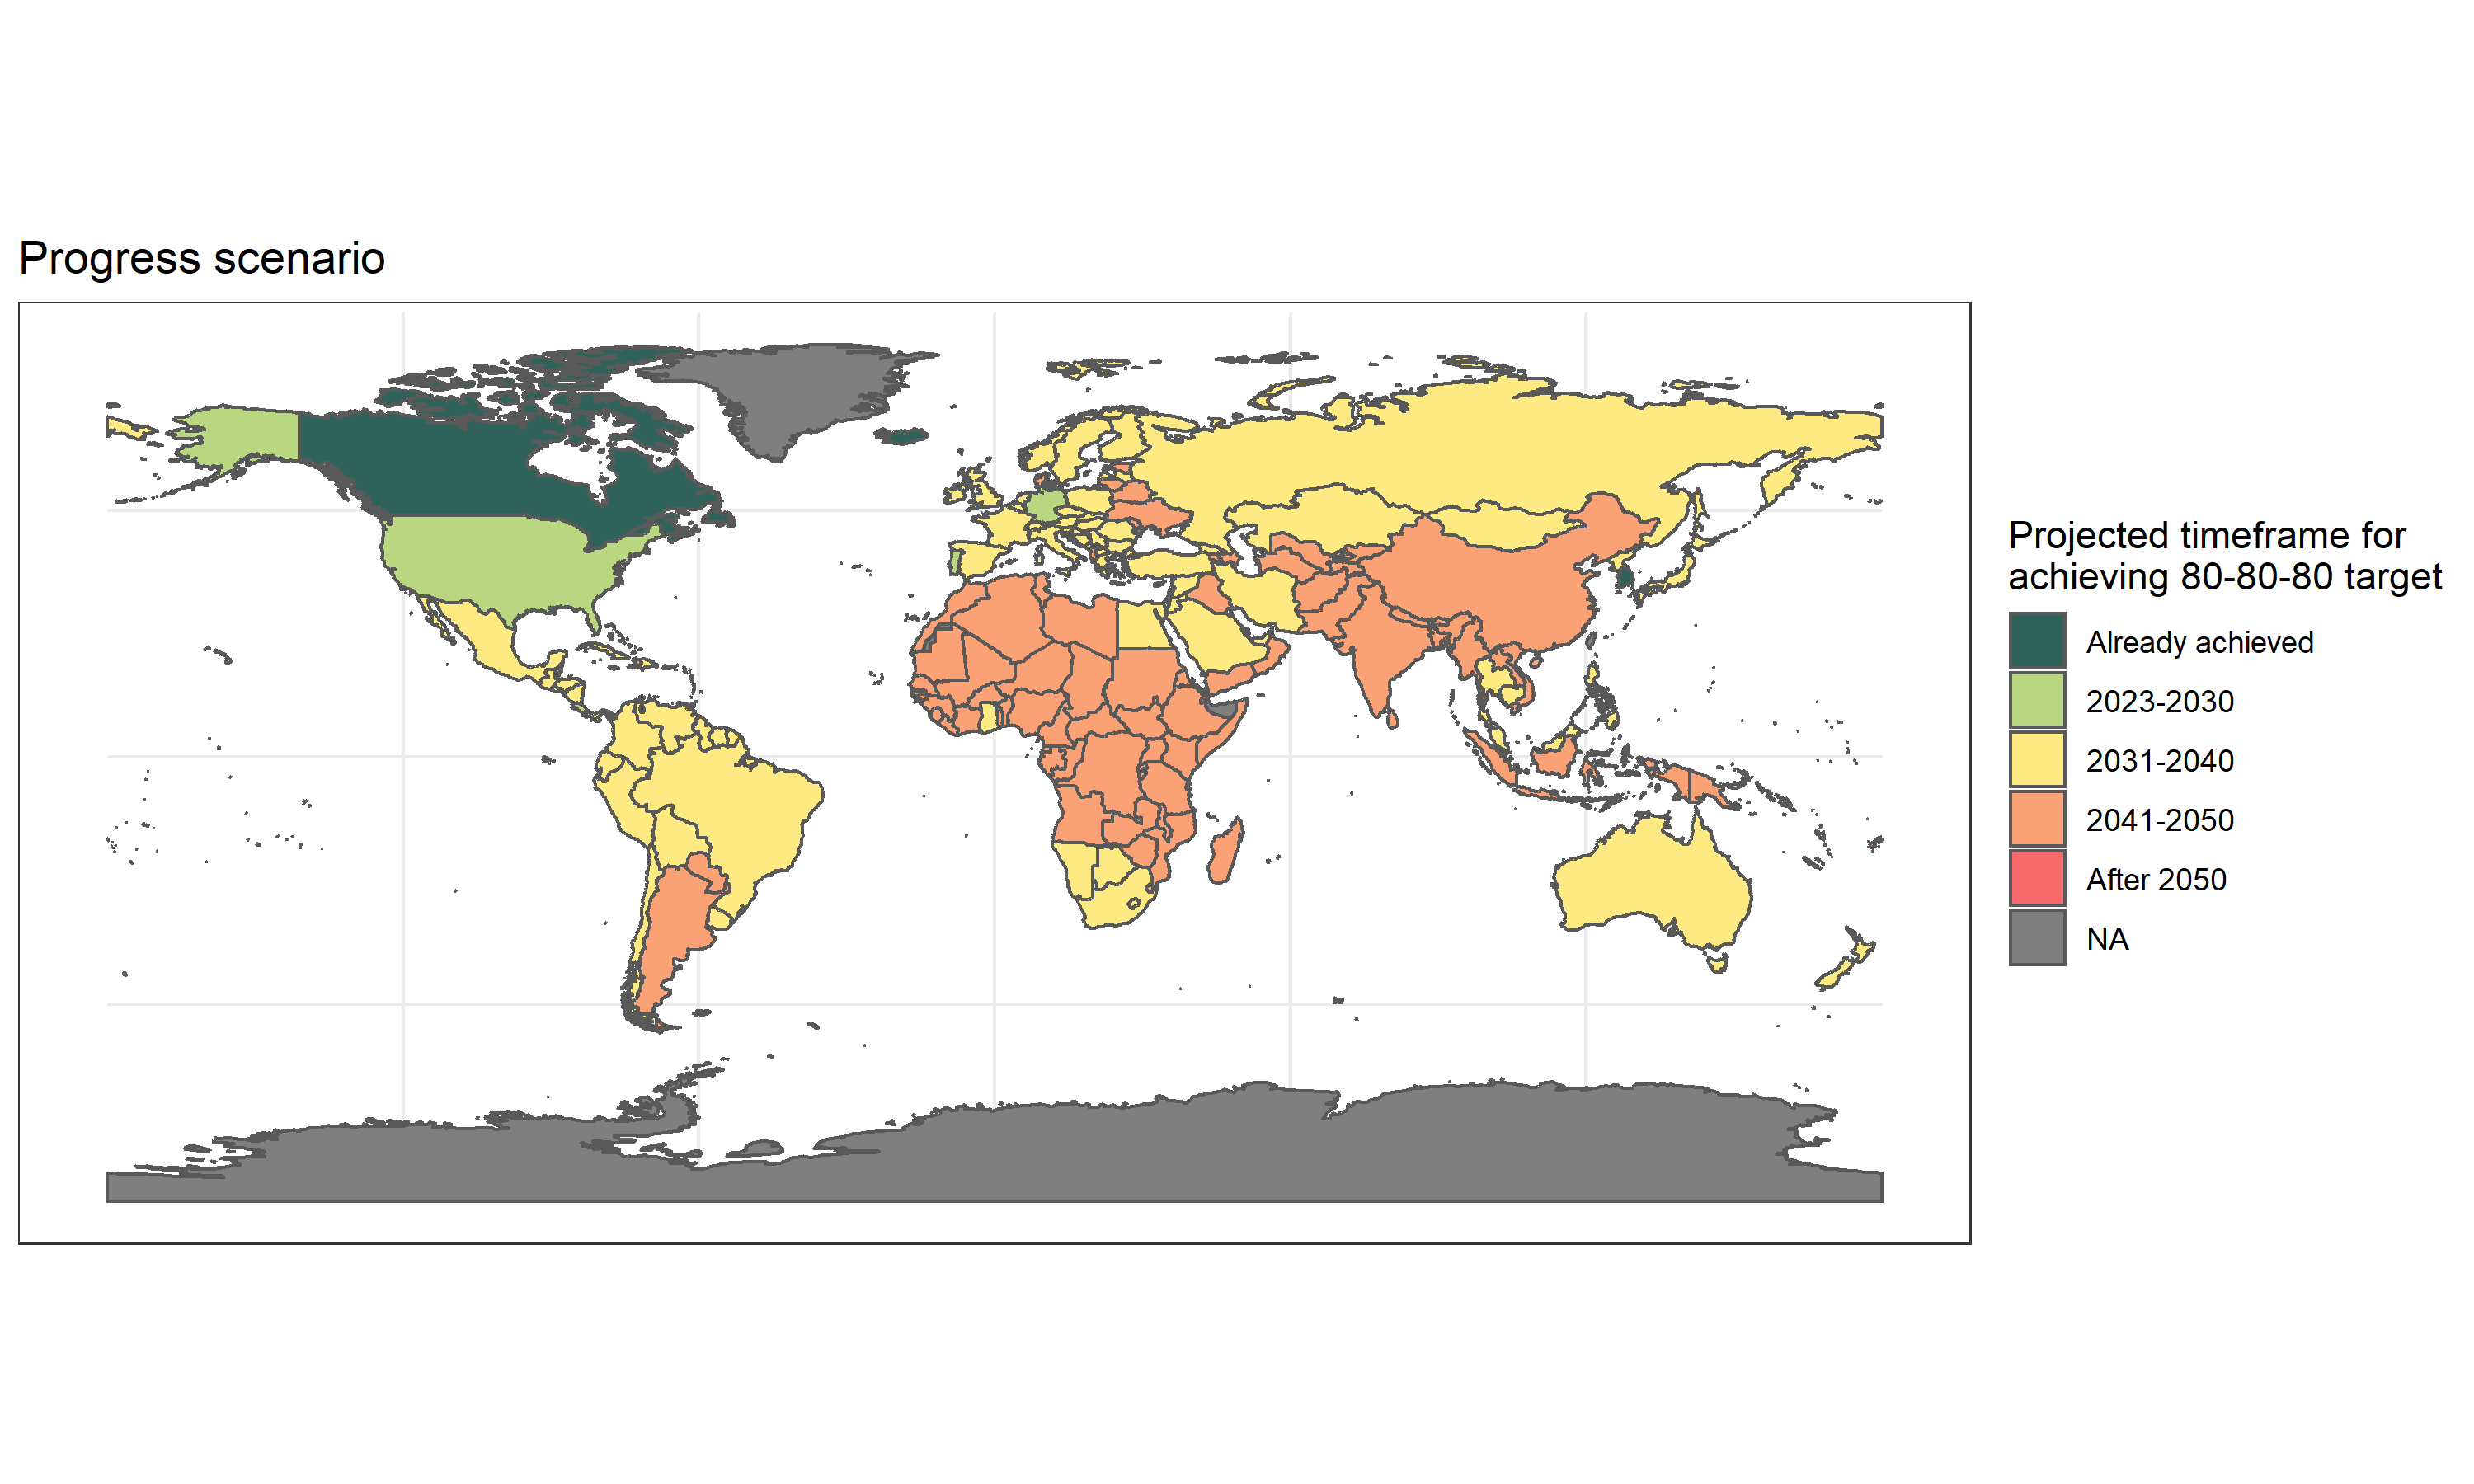 Progress scenario
Projected timeframe for
achieving 80-80-80 target
Already achieved
2023-2030
2031-2040
2041-2050
After 2050
NA